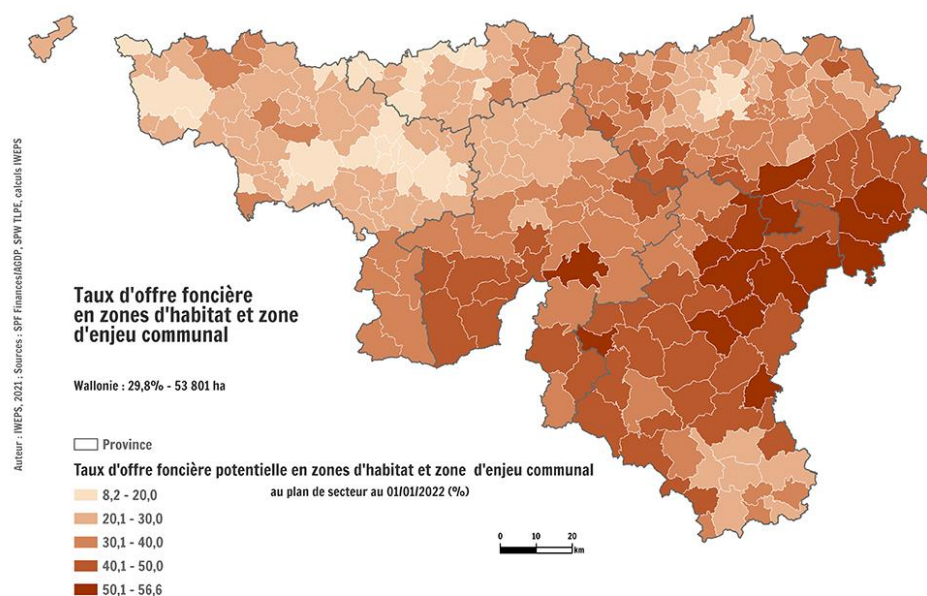 Taux d'offre foncière
en zones d'habitat et zone
d'enjeu communal
Wallonie : 29,8% - 53 801 ha
Auteur : IWEPS, 2021 ; Sources : SPF Finances/AGDP, SPW TLPE, calculs IWEPS
Province
Taux d'offre foncière potentielle en zones d'habitat et zone d'enjeu communal
au plan de secteur au 01/01/2022 (%)
8,2 - 20,0
20,1 - 30,0
30,1 - 40,0
40,1 - 50,0
50,1 - 56,6
0 10 20
km